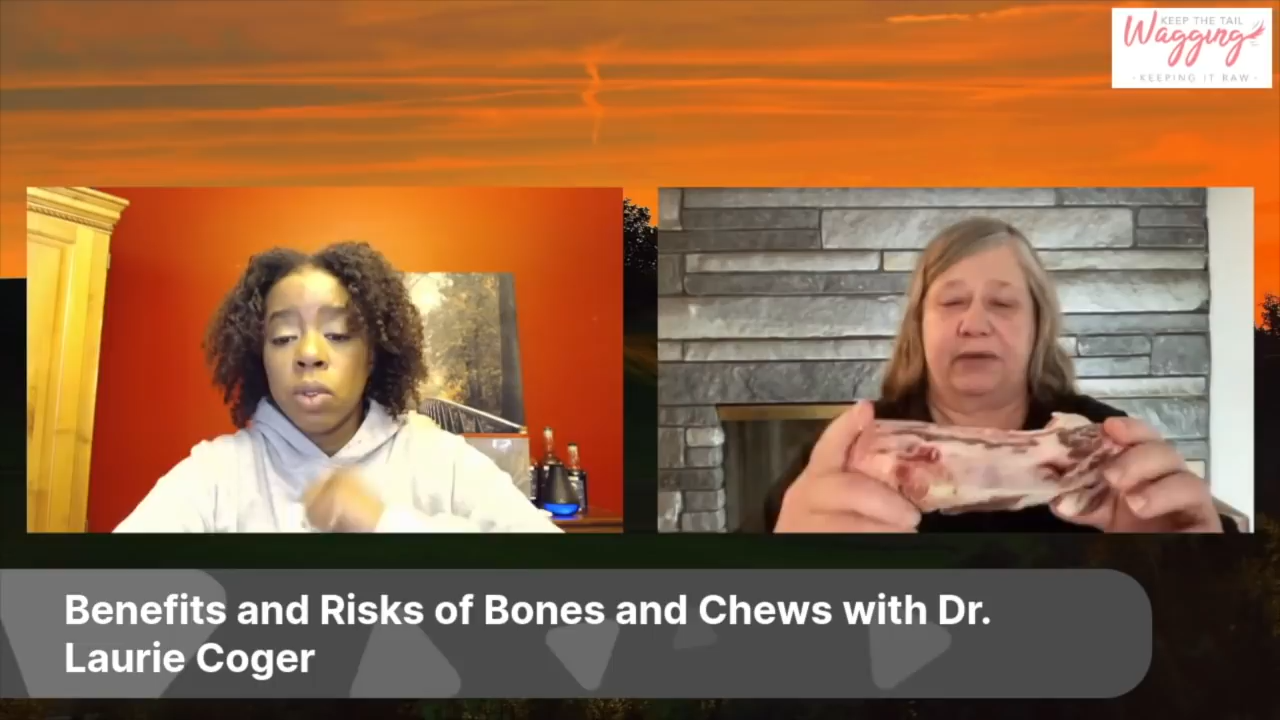 KEEP THE TAIL
Wagging
· KEEPING IT RAW ·
Benefits and Risks of Bones and Chews with Dr.
Laurie Coger